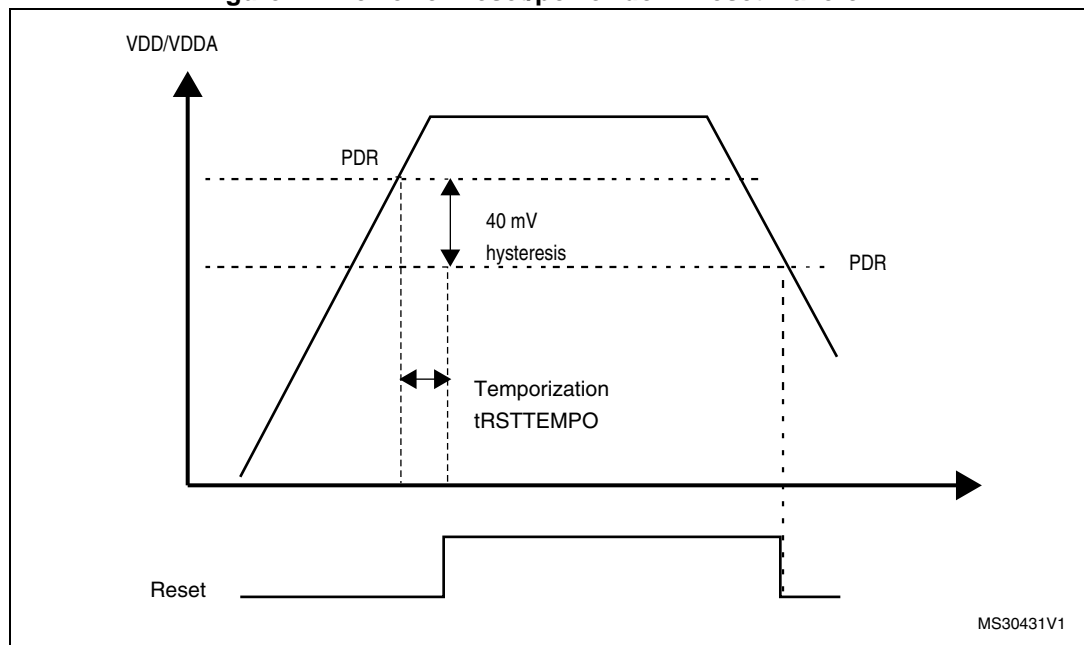 VDD/VDDA
PDR
40 mV
hysteresis
PDR
Temporization
tRSTTEMPO
Reset
MS30431V1